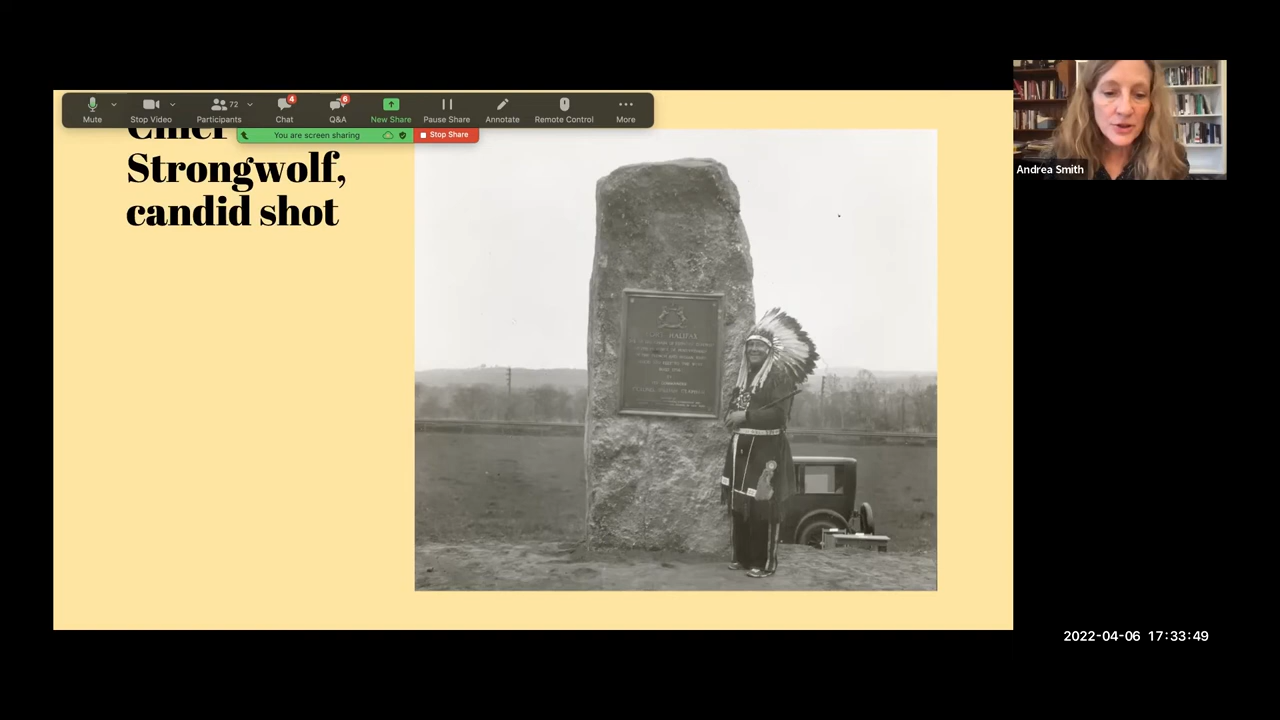 Mute
Stop Video
72
Participants
4
Chat
6
Q&A
New Share
Pause Share
Annotate
Remote Control
More
You are screen sharing
Stop Share
Chief
Strongwolf,
candid shot
FORT HALIFAX
Andrea Smith
2022-04-06 17:33:49